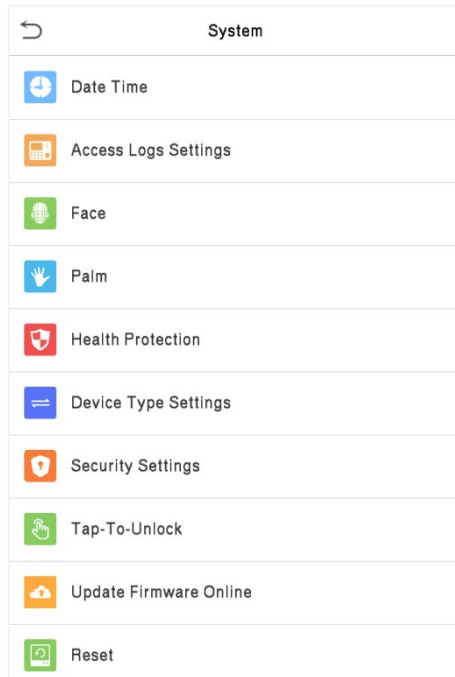 System
Date Time
Access Logs Settings
Face
Palm
Health Protection
Device Type Settings
Security Settings
Tap-To-Unlock
Update Firmware Online
Reset